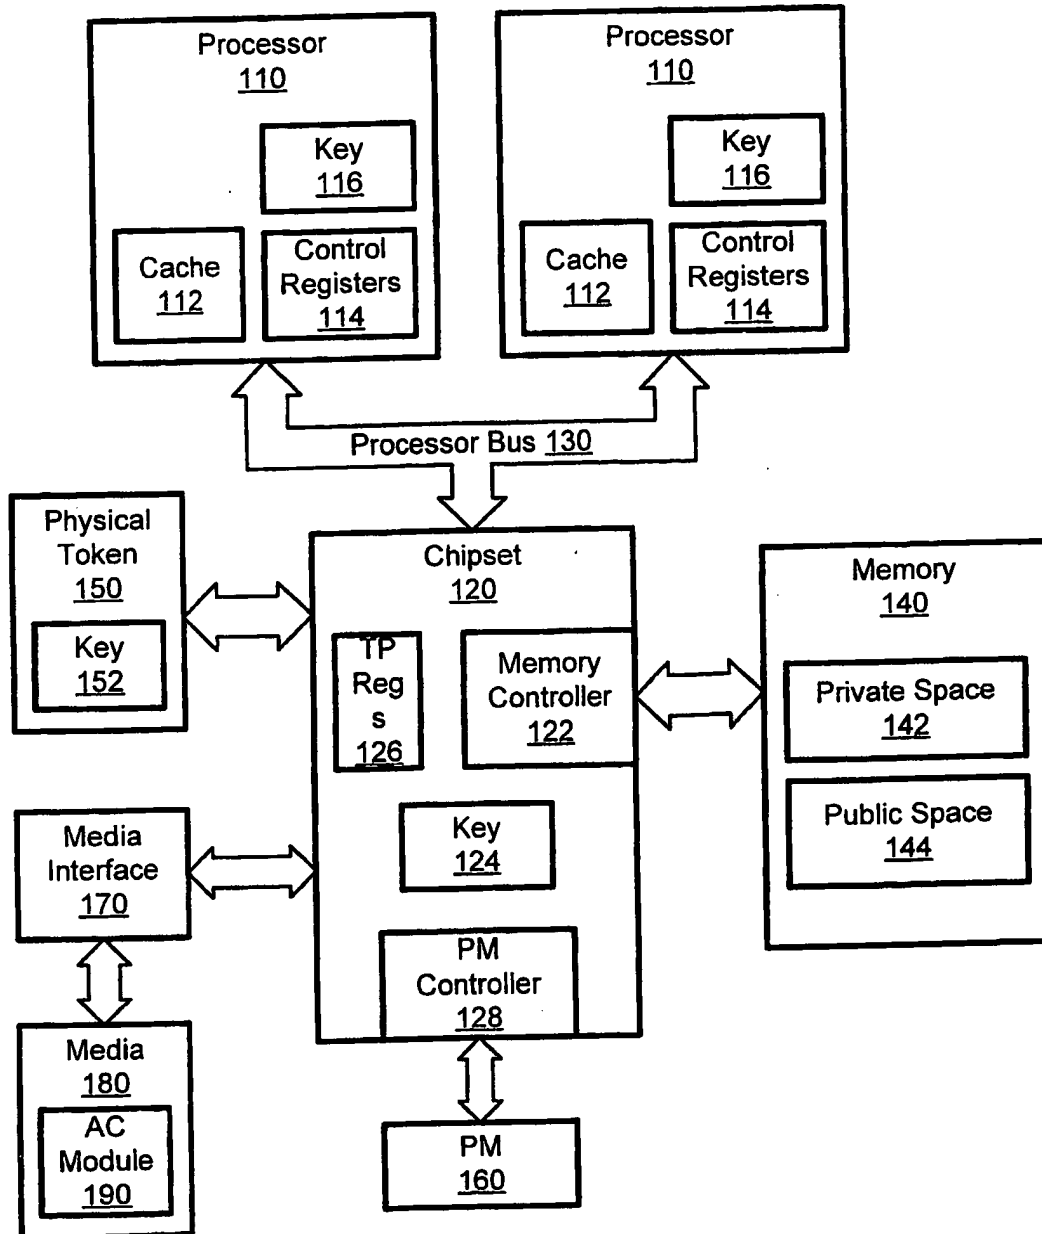 Processor
110
Key
116
Cache
112
Control
Registers
114
Processor
110
Key
116
Cache
112
Control
Registers
114
Processor Bus 130
Physical
Token
150
Key
152
Chipset
120
TP
Reg
s
126
Memory
Controller
122
Key
124
PM
Controller
128
Memory
140
Private Space
142
Public Space
144
Media
Interface
170
Media
180
AC
Module
190
PM
160